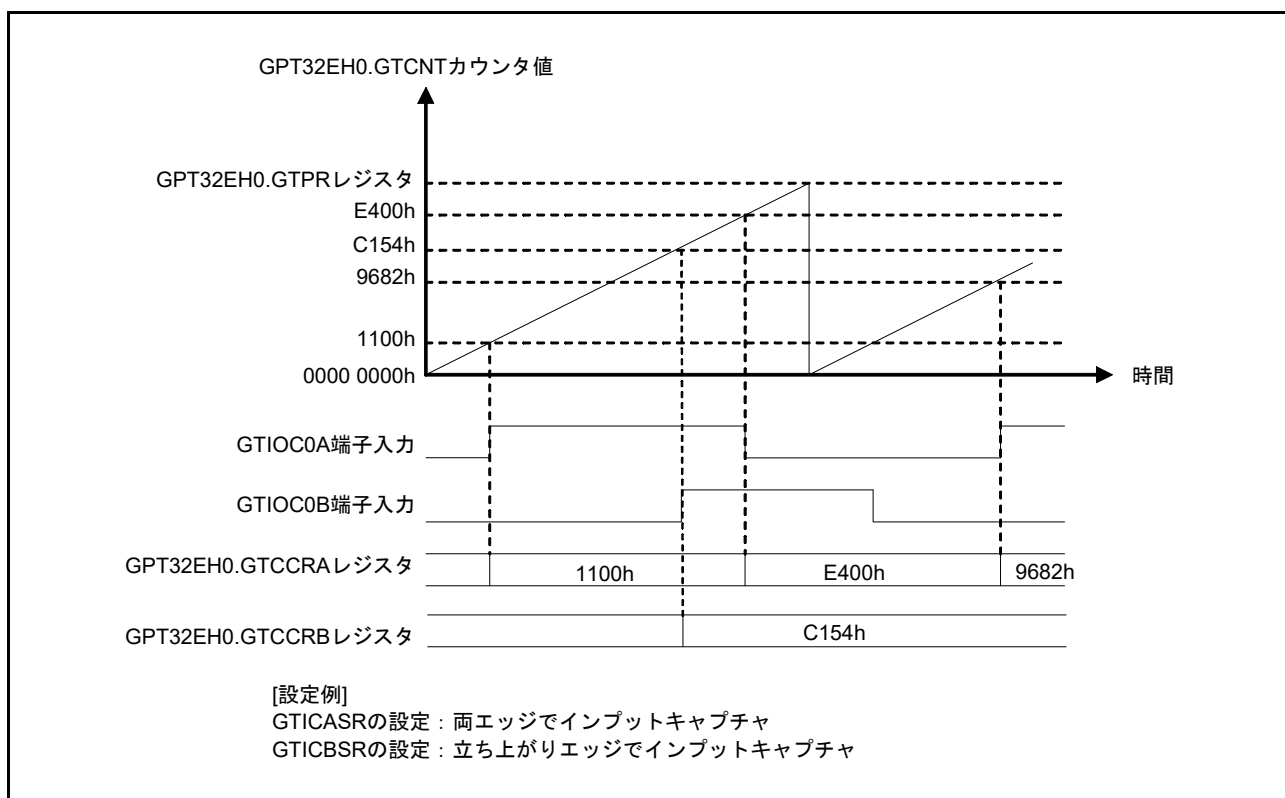 GPT32EH0.GTCNTカウンタ値
GPT32EH0.GTPRレジスタ
E400h
C154h
9682h
1100h
0000 0000h
時間
GTIOC0A端子入力
GTIOC0B端子入力
GPT32EH0.GTCCRAレジスタ
1100h
E400h
9682h
GPT32EH0.GTCCRBレジスタ
C154h
[設定例]
GTICASRの設定：両エッジでインプットキャプチャ
GTICBSRの設定：立ち上がりエッジでインプットキャプチャ